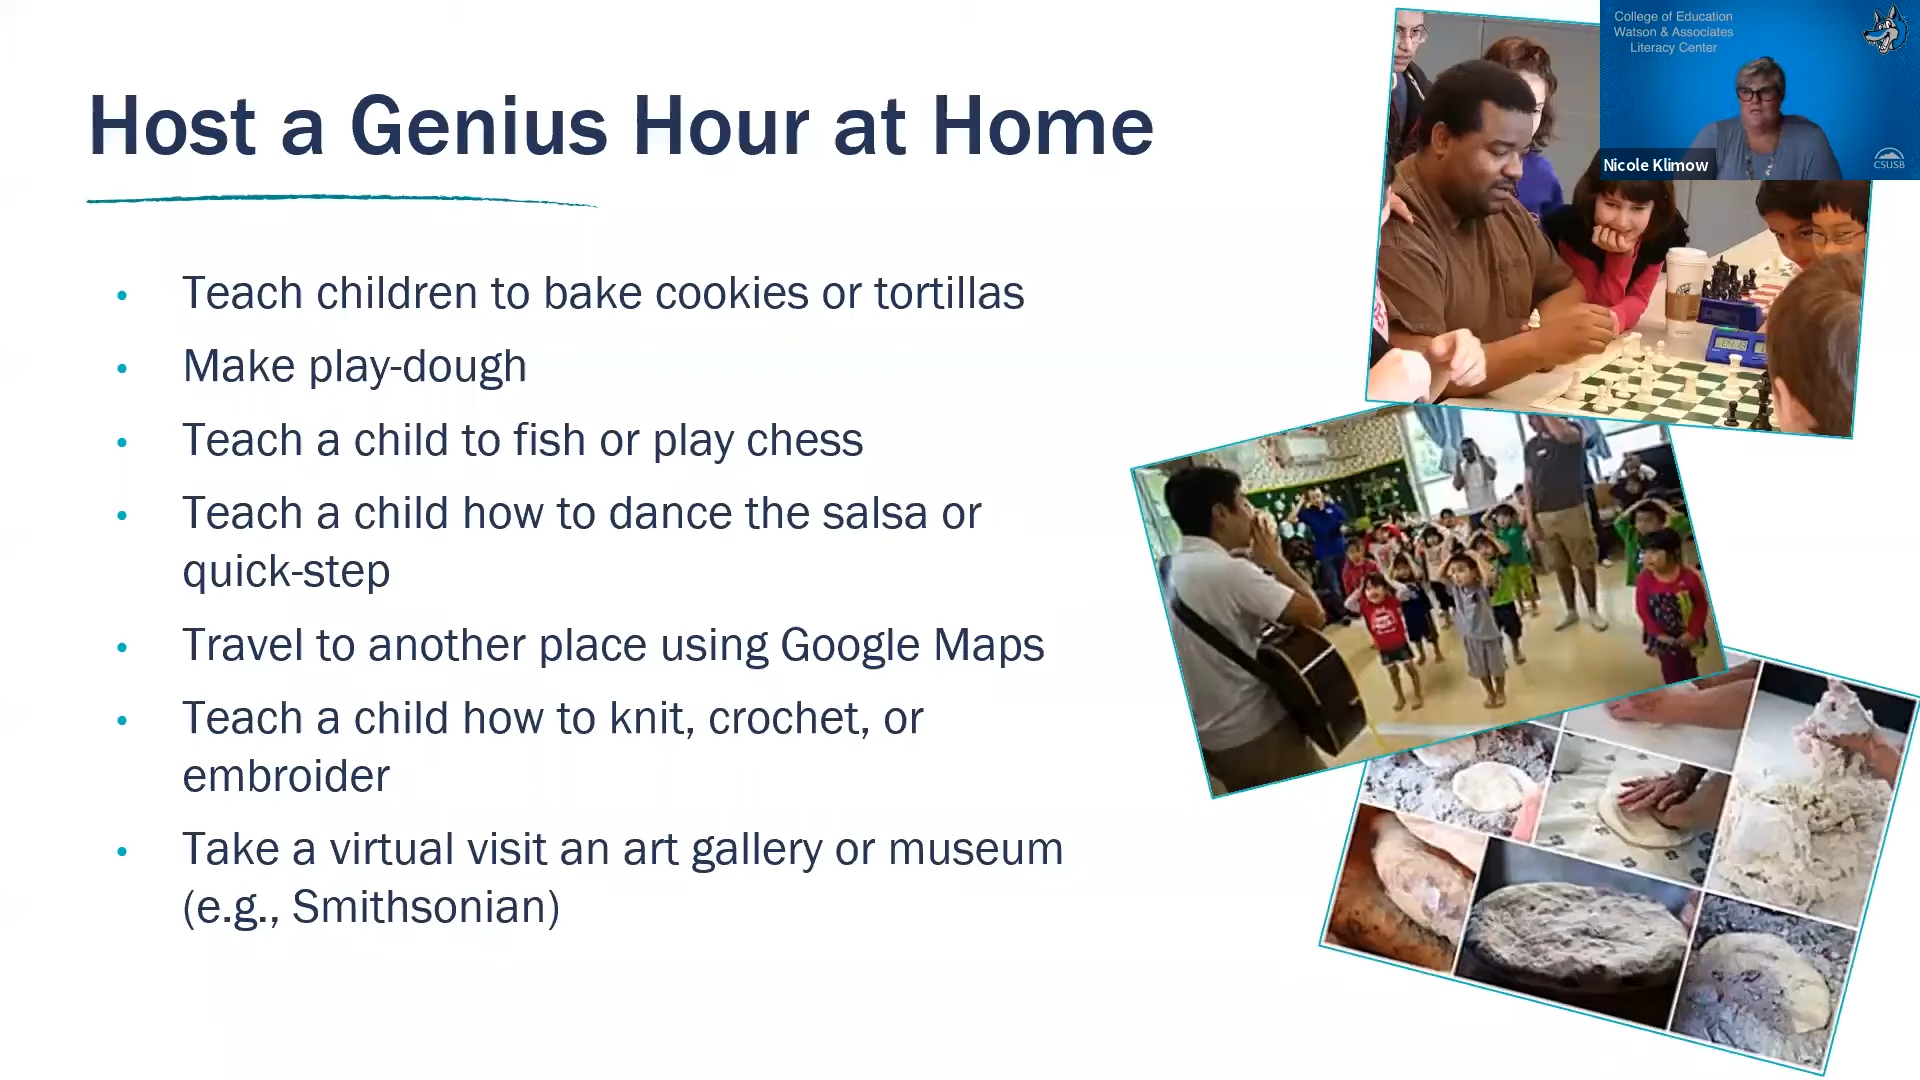 Host a Genius Hour at Home
• Teach children to bake cookies or tortillas
• Make play-dough
• Teach a child to fish or play chess
• Teach a child how to dance the salsa or
quick-step
• Travel to another place using Google Maps
• Teach a child how to knit, crochet, or
embroider
• Take a virtual visit an art gallery or museum
(e.g., Smithsonian)
College of Education
Watson & Associates
Literacy Center
Nicole Klimow
CSUSB